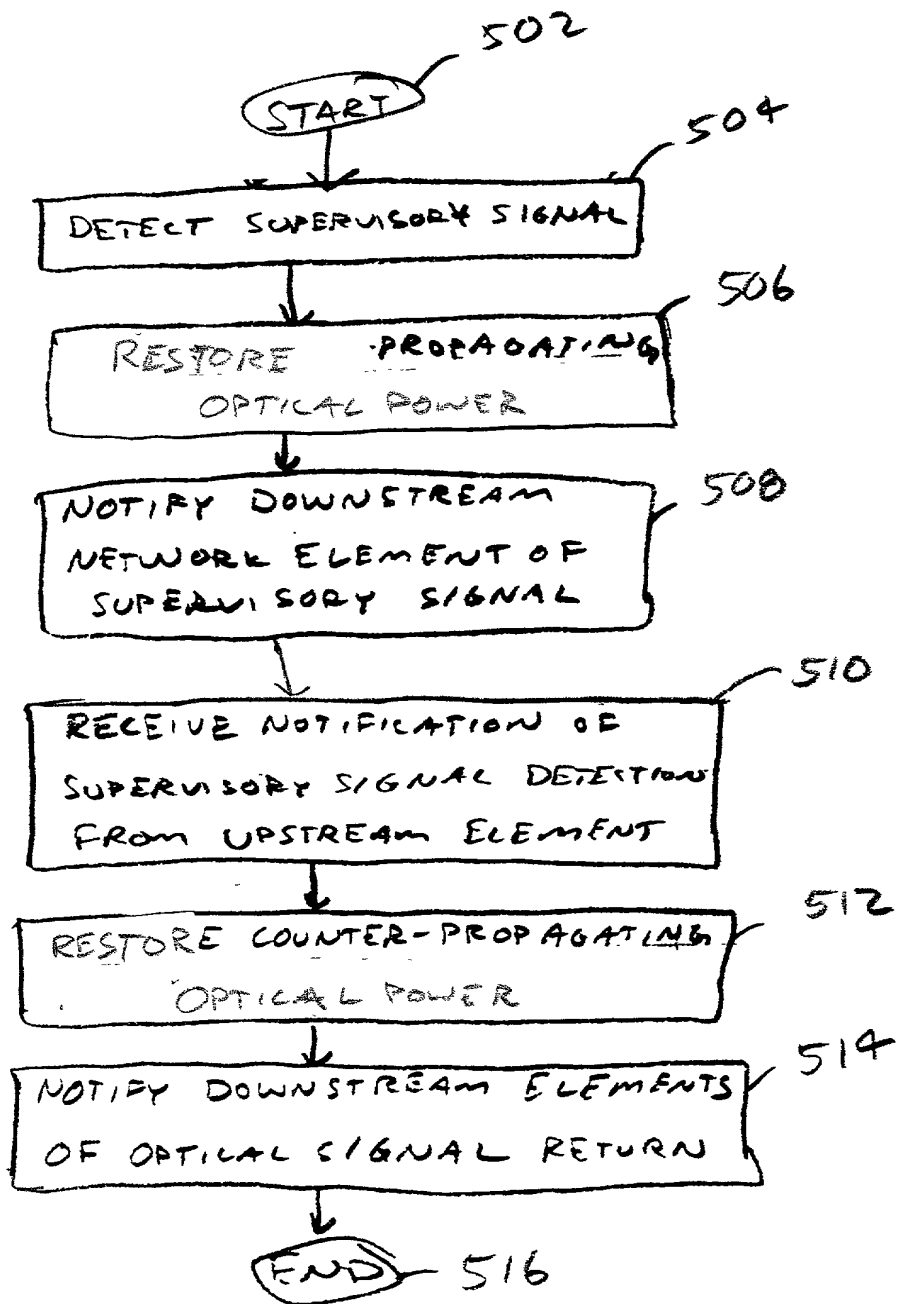 502
START
504
DETECT SUPERVISORY SIGNAL
506
RESTORE PROPAGATING
OPTICAL POWER
508
NOTIFY DOWNSTREAM
NETWORK ELEMENT OF
SUPERVISORY SIGNAL
510
RECEIVE NOTIFICATION OF
SUPERVISORY SIGNAL DETECTION
FROM UPSTREAM ELEMENT
512
RESTORE COUNTER-PROPAGATING
OPTICAL POWER
514
NOTIFY DOWNSTREAM ELEMENTS
OF OPTICAL SIGNAL RETURN
END
516